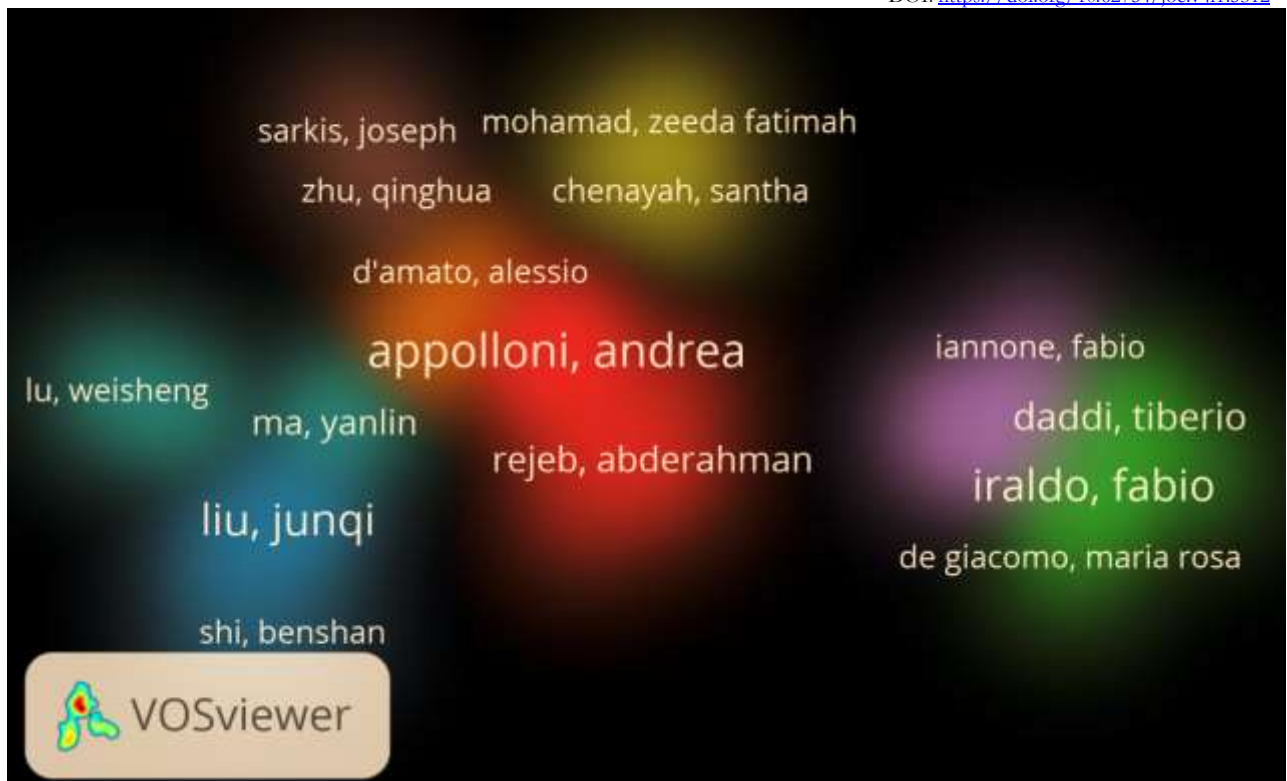 sarkis, joseph
mohamad, zeeda fatimah
zhu, qinghua
chenayah, santha
d'amato, alessio
appolloni, andrea
iannone, fabio
lu, weisheng
ma, yanlin
daddi, tiberio
rejeb, abderahman
iraldo, fabio
liu, junqi
de giacomo, maria rosa
shi, benshan
VOSviewer